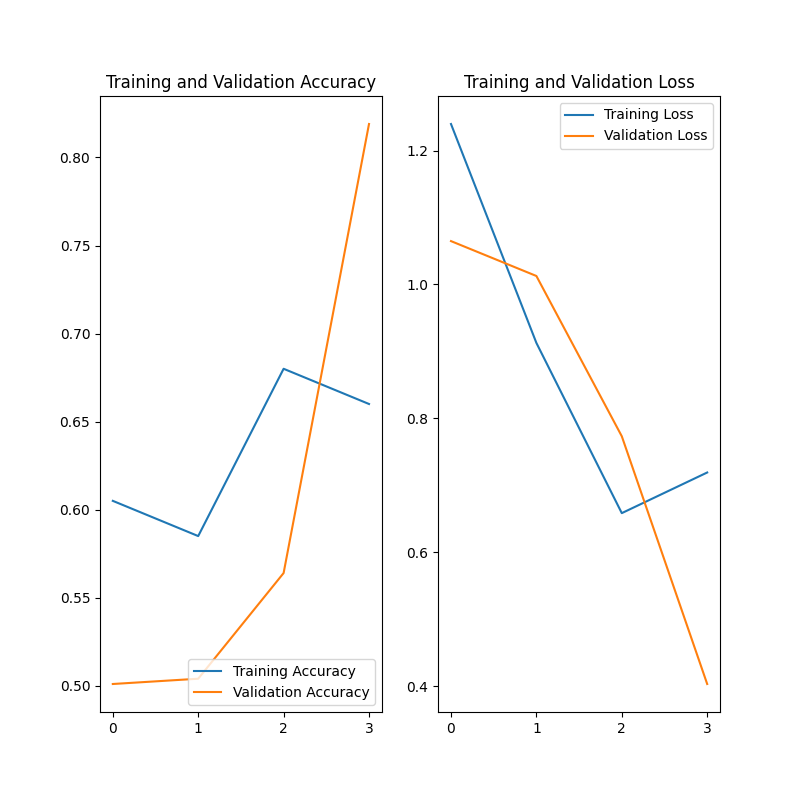 Training and Validation Accuracy
0.80
0.75
0.70
0.65
0.60
0.55
0.50
0 1 2 3
Training Accuracy
Validation Accuracy
Training and Validation Loss
Training Loss
Validation Loss
1.2
1.0
0.8
0.6
0.4
0 1 2 3